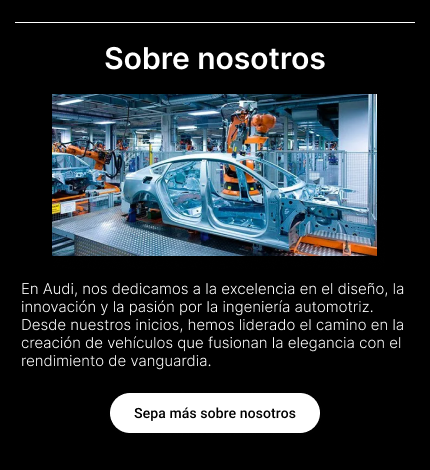 Sobre nosotros
En Audi, nos dedicamos a la excelencia en el diseño, la
innovación y la pasión por la ingeniería automotriz.
Desde nuestros inicios, hemos liderado el camino en la
creación de vehículos que fusionan la elegancia con el
rendimiento de vanguardia.
Sepa más sobre nosotros